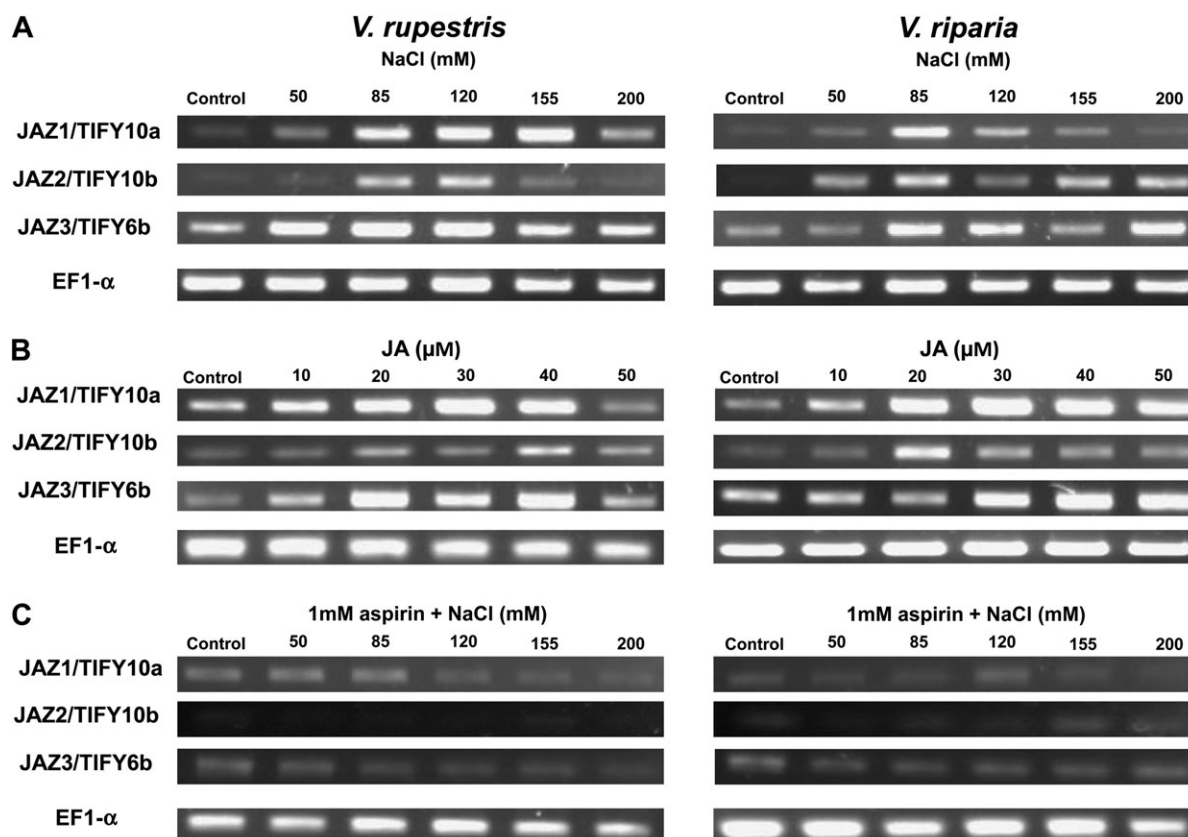 A
V. rupestris
V. riparia
NaCl (mM)
NaCl (mM)
Control 50 85 120 155 200
Control 50 85 120 155 200
JAZ1/TIFY10a
JAZ2/TIFY10b
JAZ3/TIFY6b
EF1-α
B
JA (µM)
JA (µM)
Control 10 20 30 40 50
Control 10 20 30 40 50
JAZ1/TIFY10a
JAZ2/TIFY10b
JAZ3/TIFY6b
EF1-α
C
1mM aspirin + NaCl (mM)
1mM aspirin + NaCl (mM)
Control 50 85 120 155 200
Control 50 85 120 155 200
JAZ1/TIFY10a
JAZ2/TIFY10b
JAZ3/TIFY6b
EF1-α